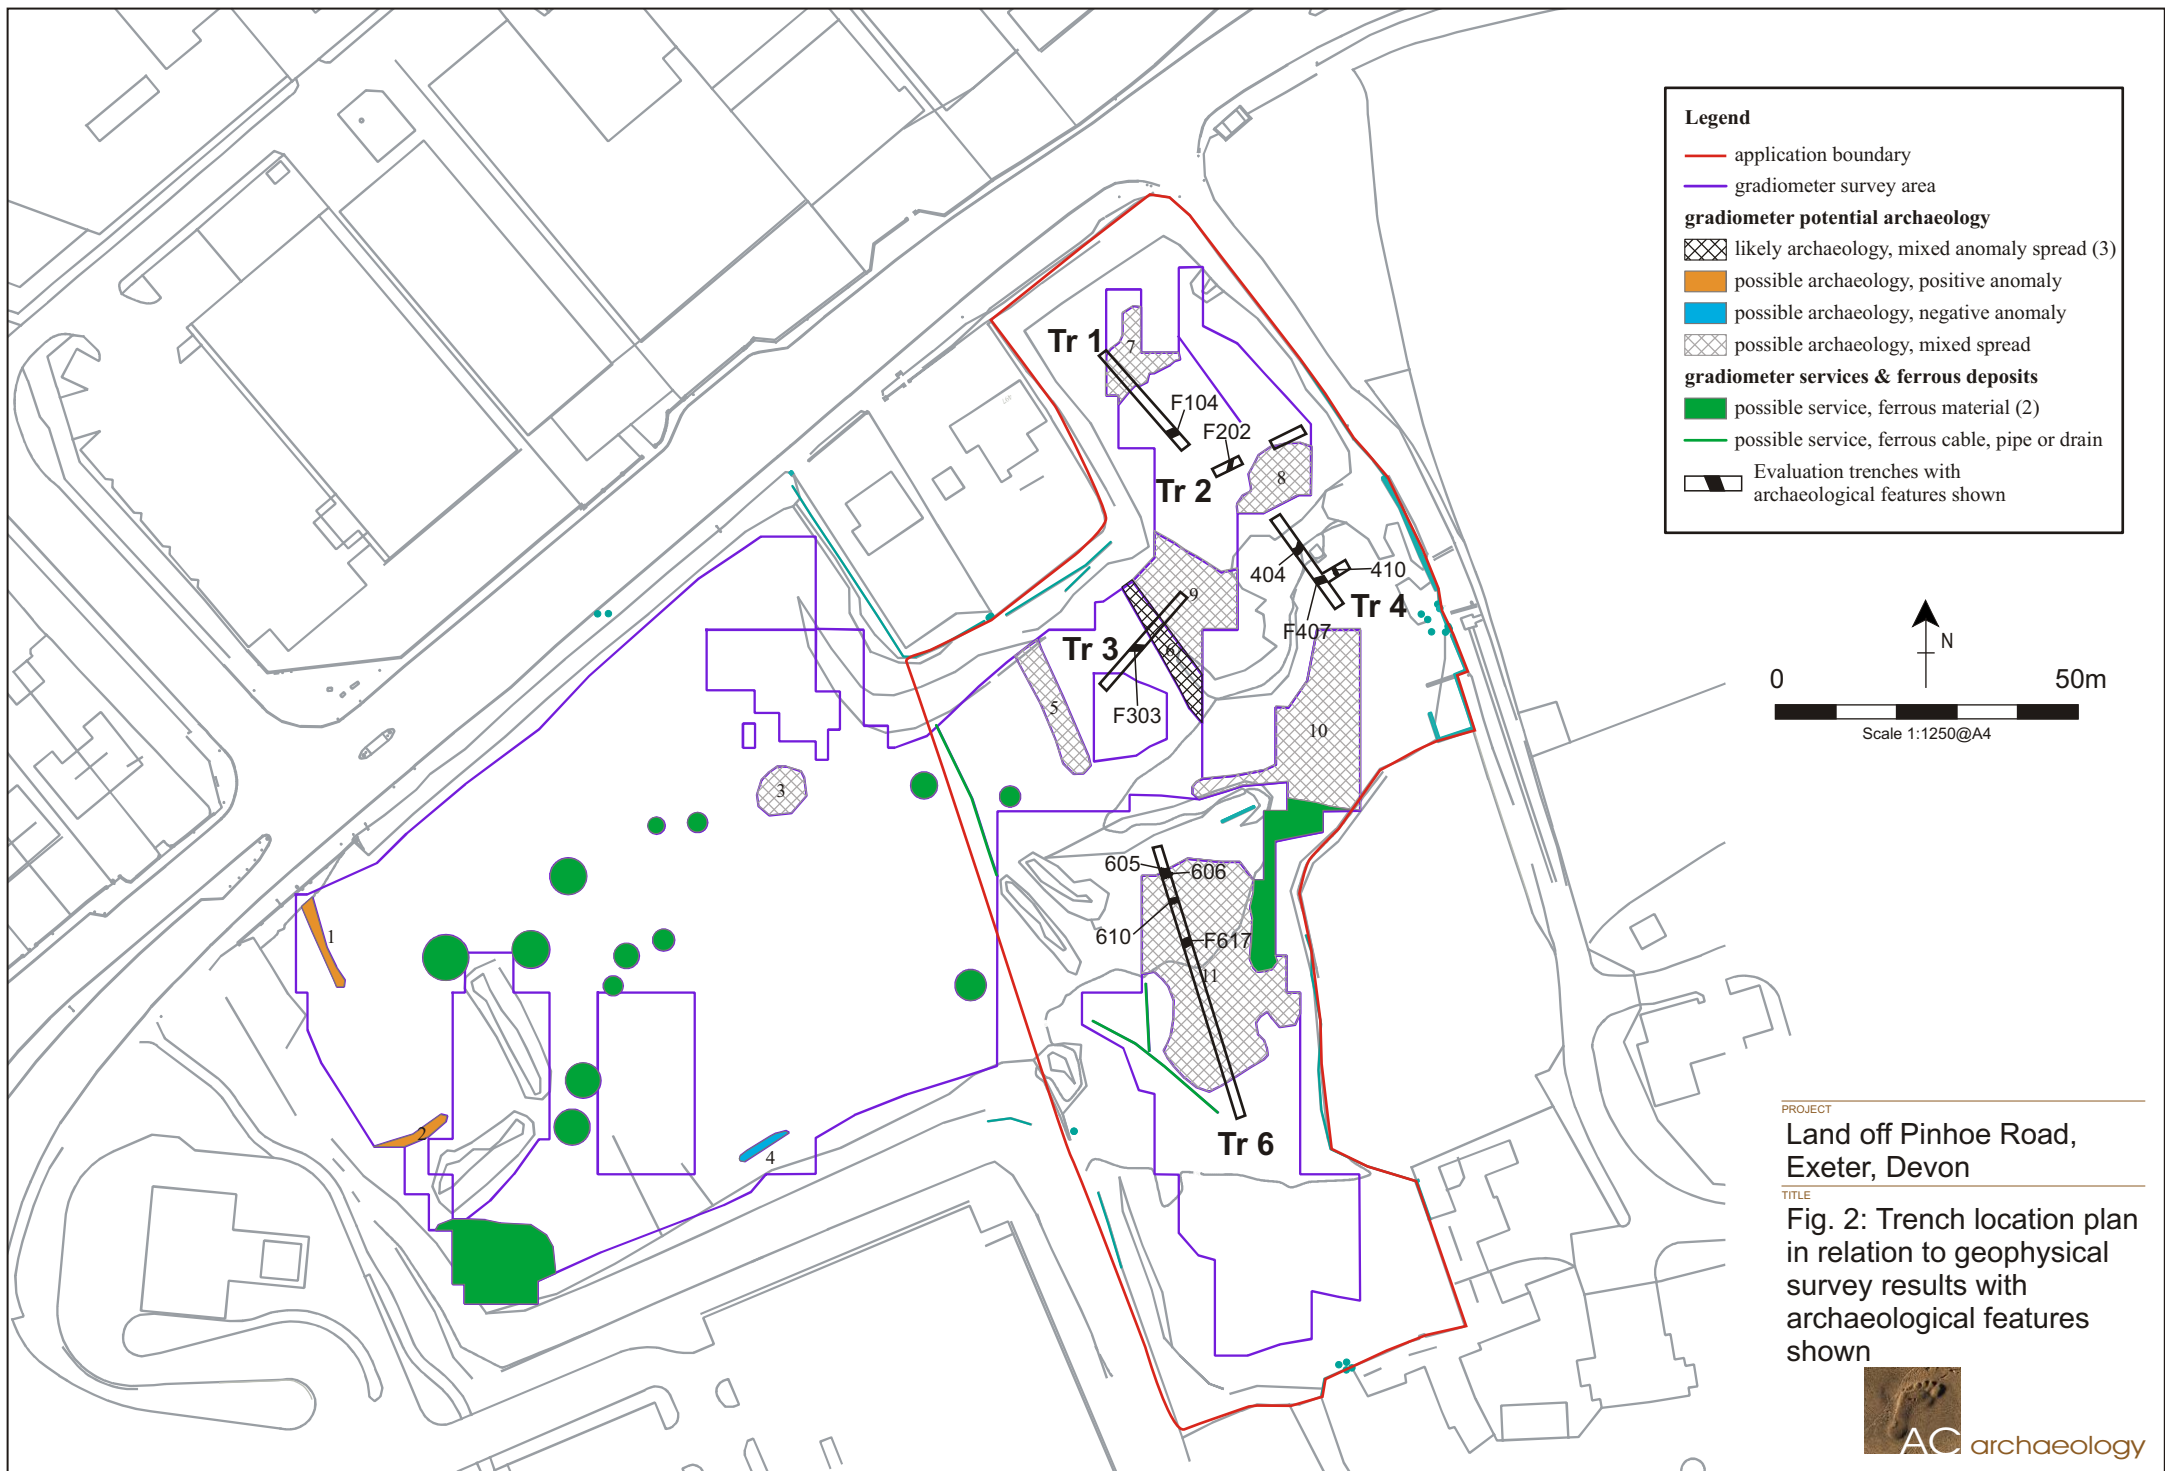 Legend
application boundary
gradiometer survey area
gradiometer potential archaeology
likely archaeology, mixed anomaly spread (3)
possible archaeology, positive anomaly
possible archaeology, negative anomaly
possible archaeology, mixed spread
gradiometer services & ferrous deposits
possible service, ferrous material (2)
possible service, ferrous cable, pipe or drain
Evaluation trenches with
archaeological features shown
Tr 1
7
F104
F202
Tr 2
8
404
410
Tr 4
F407
9
Tr 3
6
F303
5
10
3
605
606
610
F617
11
1
2
4
Tr 6
N
0
50m
Scale 1:1250@A4
PROJECT
Land off Pinhoe Road,
Exeter, Devon
TITLE
Fig. 2: Trench location plan
in relation to geophysical
survey results with
archaeological features
shown
AC archaeology